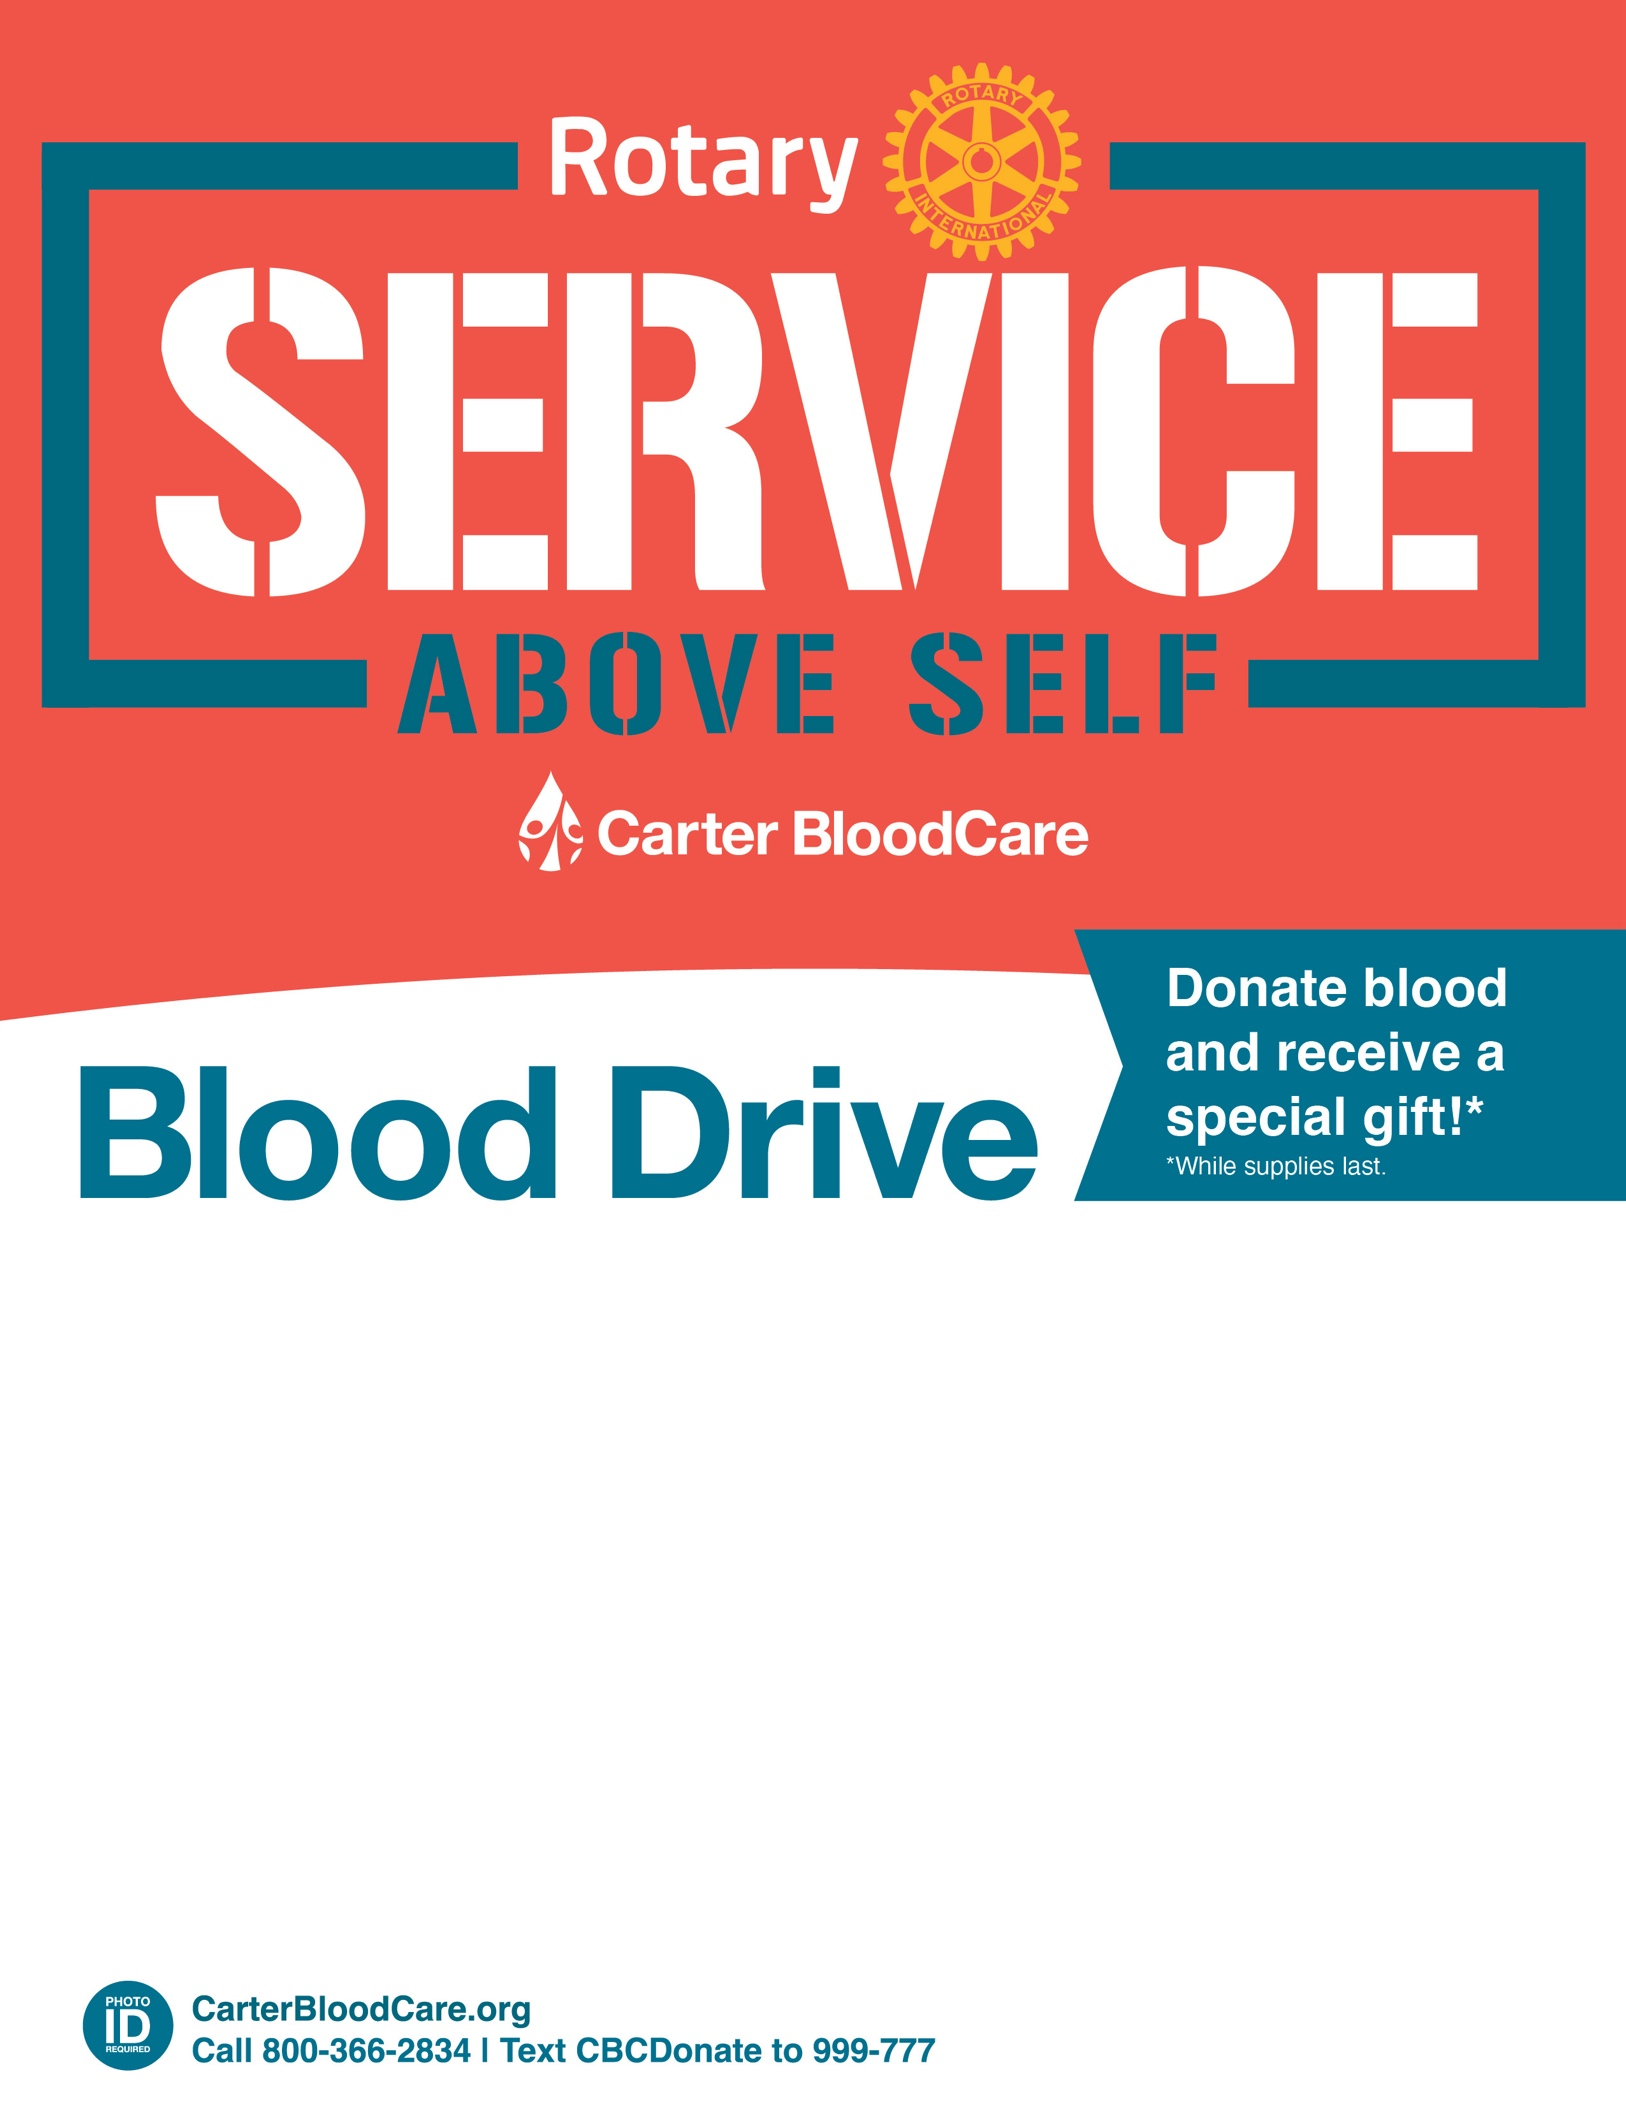 Rotary
ROTARY
INTERNATIONAL
SERVICE
ABOVE SELF
Carter BloodCare
Donate blood
and receive a
special gift!*
*While supplies last.
Blood Drive
PHOTO
ID
REQUIRED
CarterBloodCare.org
Call 800-366-2834 | Text CBCDonate to 999-777